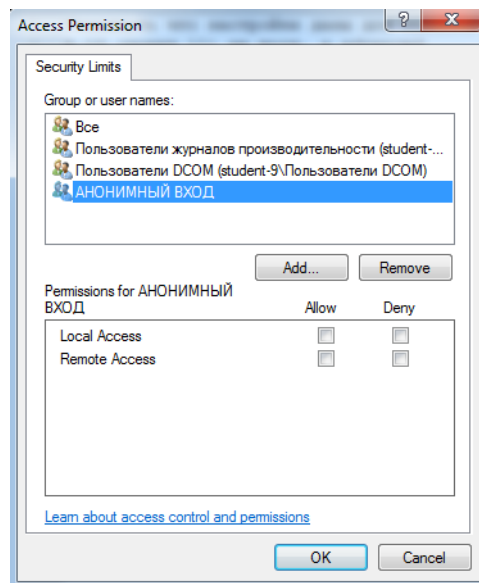 Access Permission
Security Limits
Group or user names:
Все
Пользователи журналов производительности (student-...
Пользователи DCOM (student-9\Пользователи DCOM)
АНОНИМНЫЙ ВХОД
Add...
Remove
Permissions for АНОНИМНЫЙ
ВХОД
Allow
Deny
Local Access
Remote Access
Learn about access control and permissions
OK
Cancel